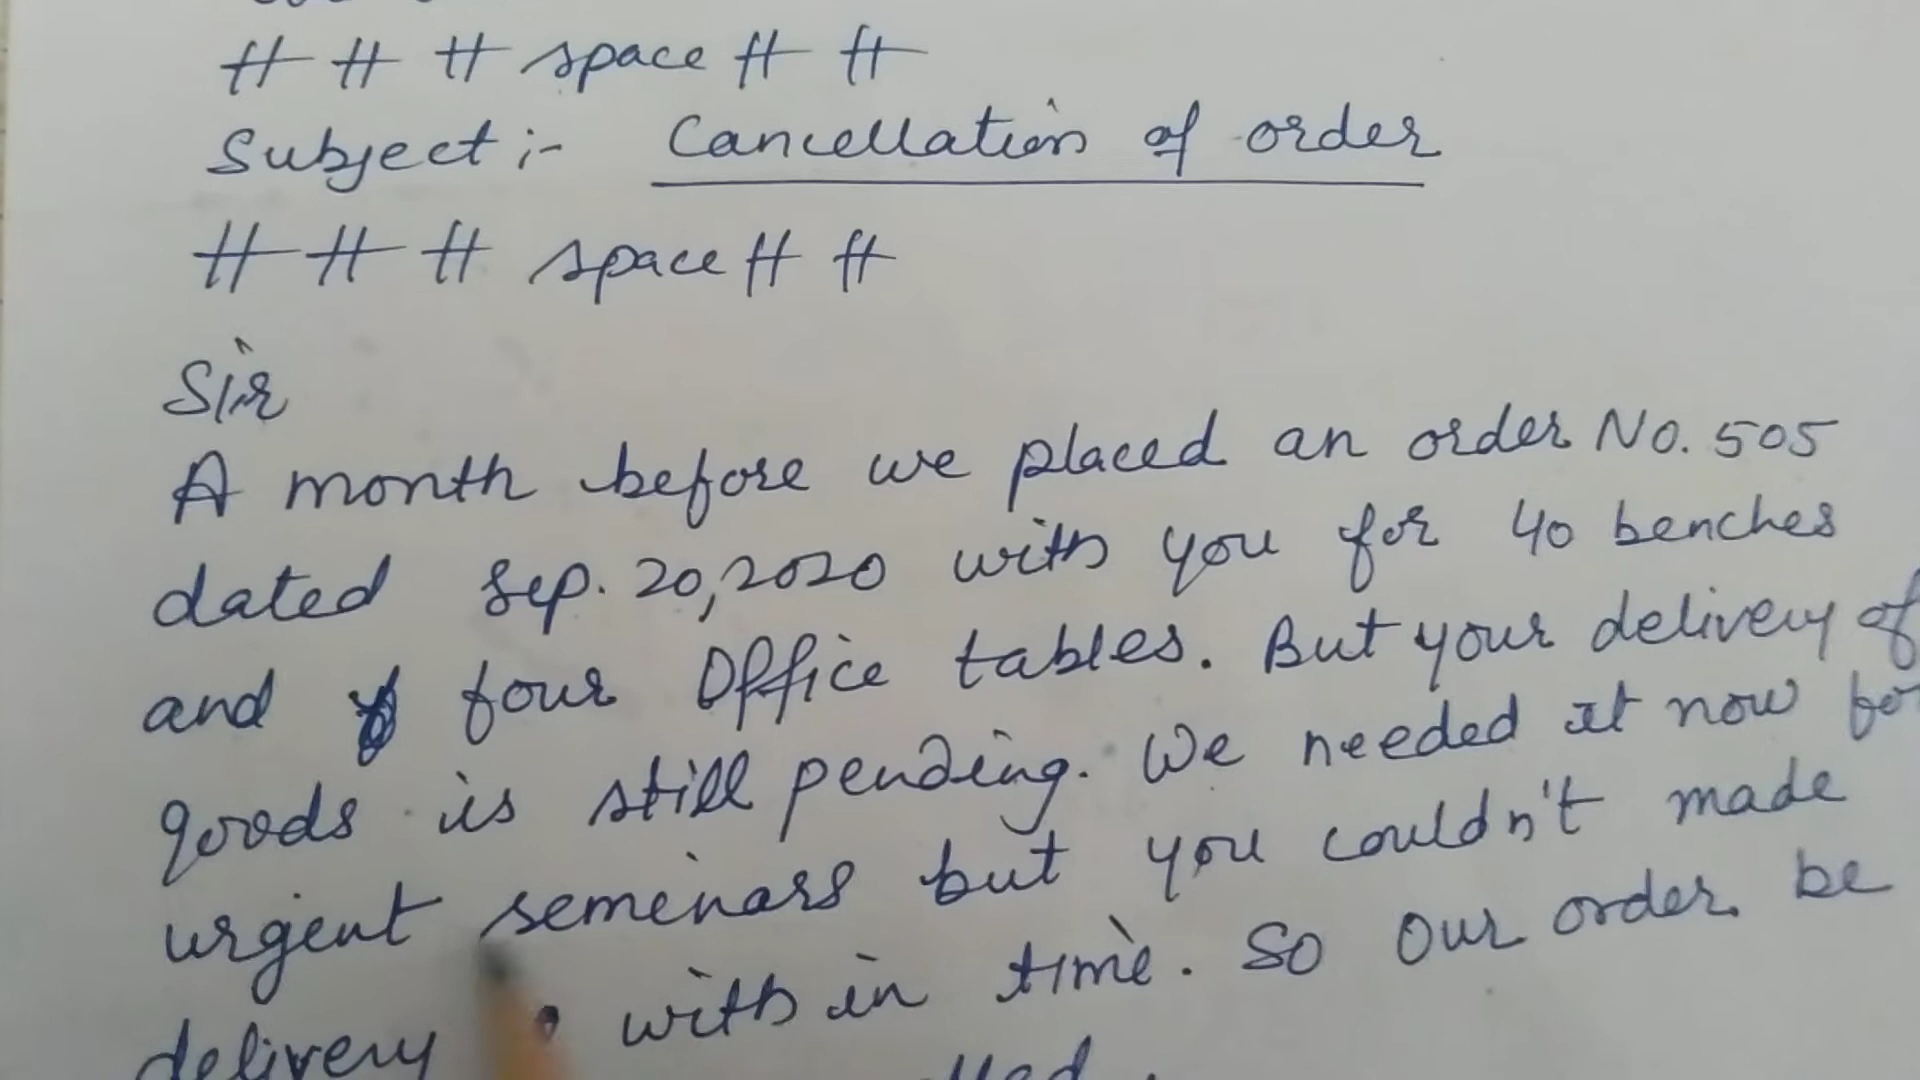 # # # space # #
Subject :- Cancellation of order
# # # space # #
Sir
A month before we placed an order No. 505
dated Sep. 20, 2020 with you for 40 benches
and four Office tables. But your delivery of
goods is still pending. We needed it now for
urgent seminars but you couldn't made
delivery with in time. So Our order be